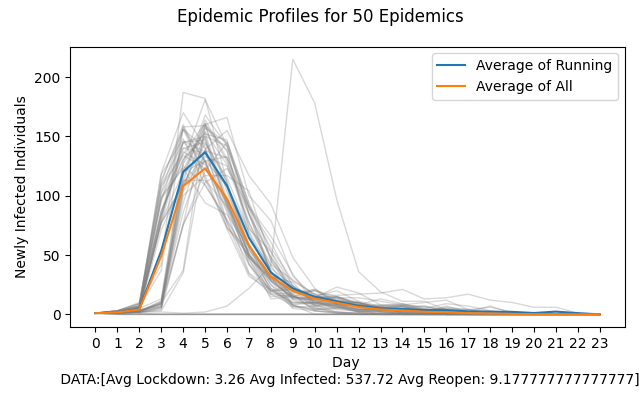 Epidemic Profiles for 50 Epidemics
Average of Running
Average of All
Newly Infected Individuals
200
150
100
50
0
0 1 2 3 4 5 6 7 8 9 10 11 12 13 14 15 16 17 18 19 20 21 22 23
Day
DATA:[Avg Lockdown: 3.26 Avg Infected: 537.72 Avg Reopen: 9.177777777777777]